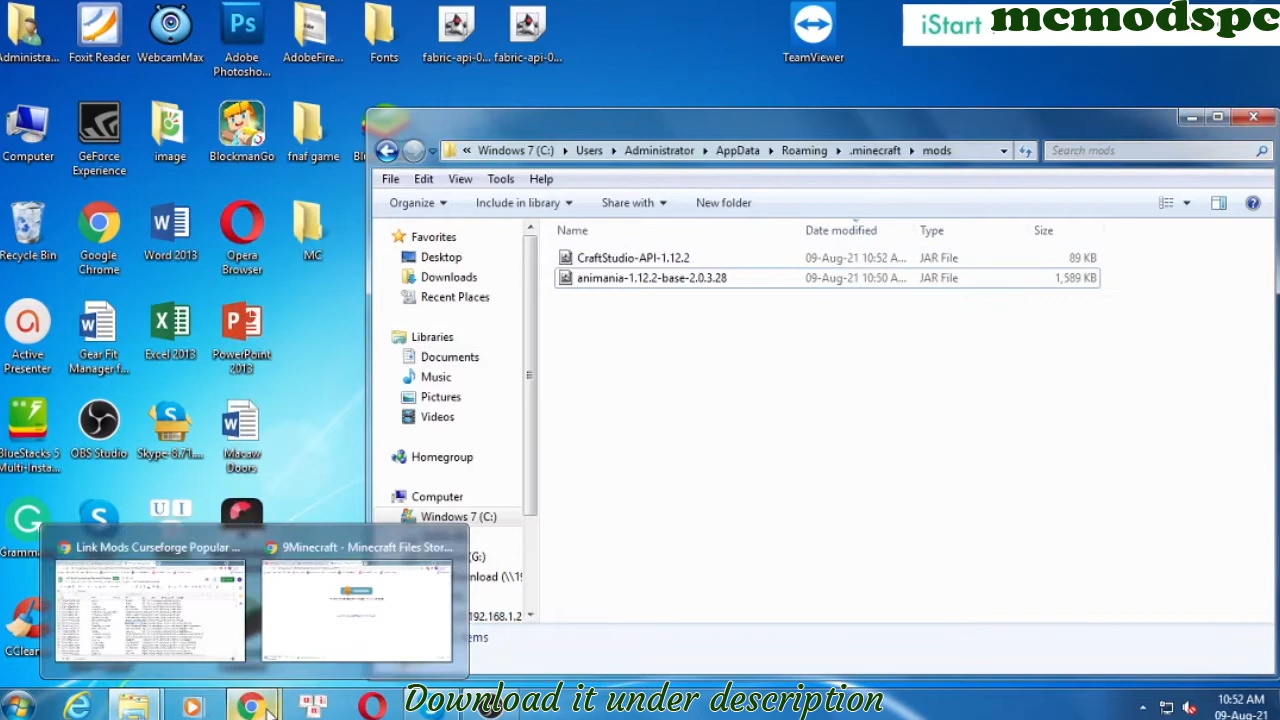 iStart mcmodspc
Administra... Foxit Reader WebcamMax Adobe Photosho... AdobeFire... Fonts fabric-api-0... fabric-api-0... TeamViewer
Computer GeForce Experience image BlockmanGo fnaf game
Recycle Bin Google Chrome Word 2013 Opera Browser MC
Active Presenter Gear Fit Manager f... Excel 2013 PowerPoint 2013
BlueStacks 5 Multi-Insta... OBS Studio Skype-8.71.... Macaw Doors
« Windows 7 (C:) Users Administrator AppData Roaming .minecraft mods Search mods
File Edit View Tools Help
Organize Include in library Share with New folder
Name Date modified Type Size
CraftStudio-API-1.12.2 09-Aug-21 10:52 A... JAR File 89 KB
animania-1.12.2-base-2.0.3.28 09-Aug-21 10:50 A... JAR File 1,589 KB
Favorites
Desktop
Downloads
Recent Places
Libraries
Documents
Music
Pictures
Videos
Homegroup
Computer
Windows 7 (C:)
Link Mods Curseforge Popular ... 9Minecraft - Minecraft Files Stor...
Download it under description
10:52 AM
09-Aug-21